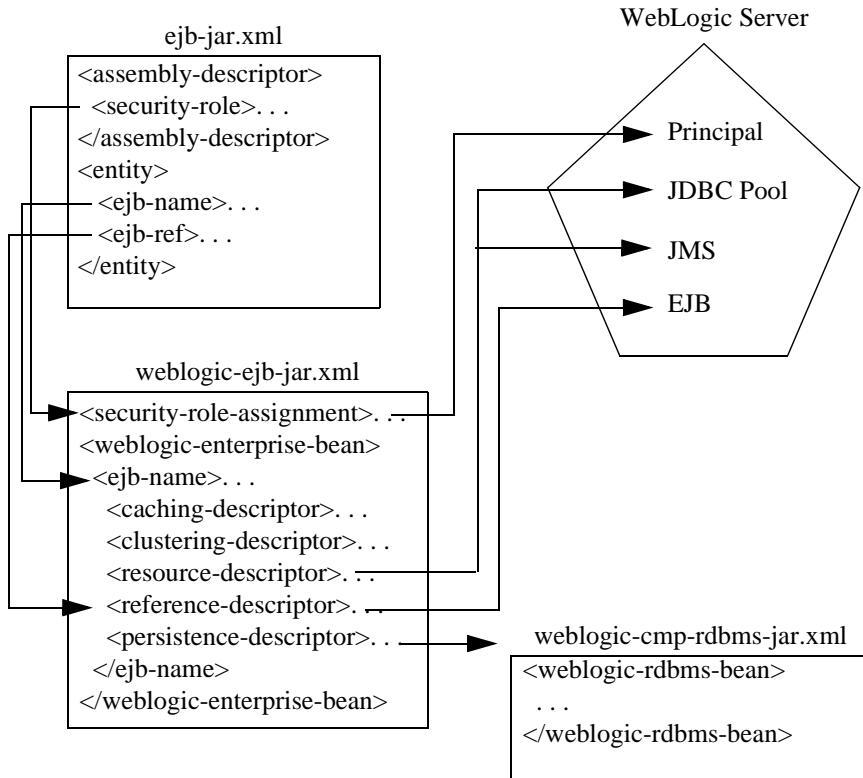 WebLogic Server
ejb-jar.xml
<assembly-descriptor>
<security-role>. . .
</assembly-descriptor>
<entity>
<ejb-name>. . .
<ejb-ref>. . .
</entity>
Principal
JDBC Pool
JMS
EJB
weblogic-ejb-jar.xml
<security-role-assignment>. . .
<weblogic-enterprise-bean>
<ejb-name>. . .
<caching-descriptor>. . .
<clustering-descriptor>. . .
<resource-descriptor>. . .
<reference-descriptor>. . .
<persistence-descriptor>. . .
</ejb-name>
</weblogic-enterprise-bean>
weblogic-cmp-rdbms-jar.xml
<weblogic-rdbms-bean>
. . .
</weblogic-rdbms-bean>